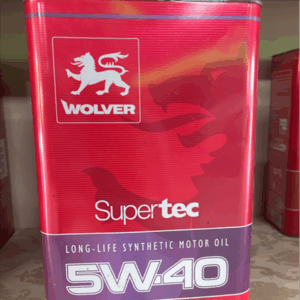 WOLVER
Supertec
LONG-LIFE SYNTHETIC MOTOR OIL
5W-40